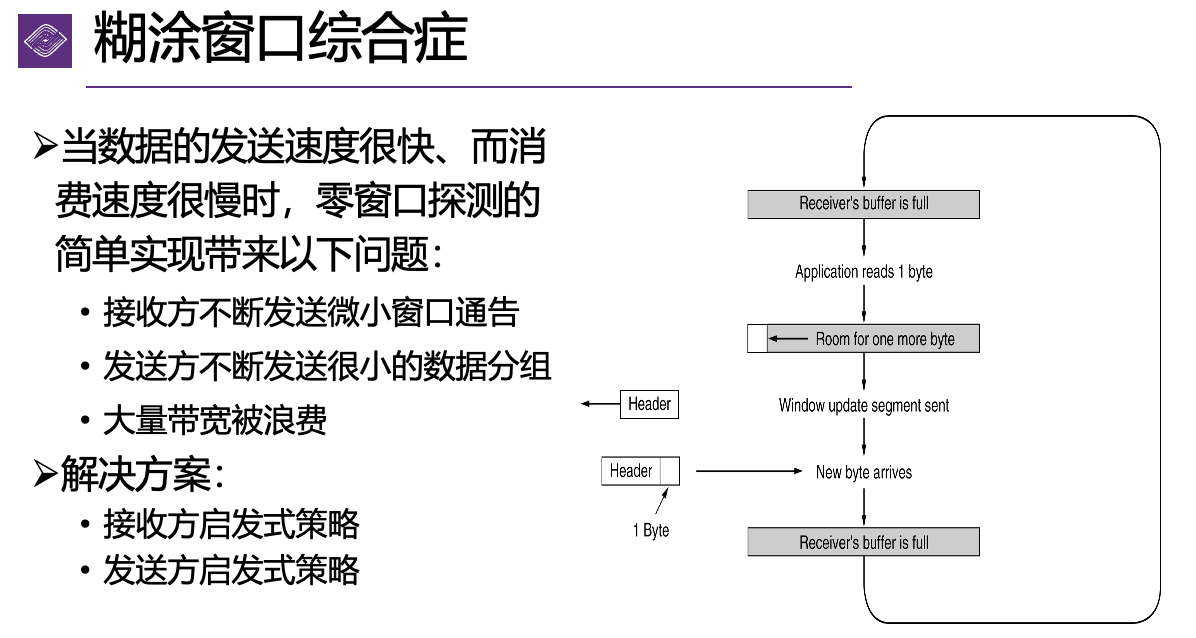 糊涂窗口综合症
➢当数据的发送速度很快、而消
费速度很慢时，零窗口探测的
简单实现带来以下问题：
• 接收方不断发送微小窗口通告
• 发送方不断发送很小的数据分组
• 大量带宽被浪费
➢解决方案：
• 接收方启发式策略
• 发送方启发式策略
Receiver's buffer is full
Application reads 1 byte
Room for one more byte
Header
Window update segment sent
Header
New byte arrives
1 Byte
Receiver's buffer is full